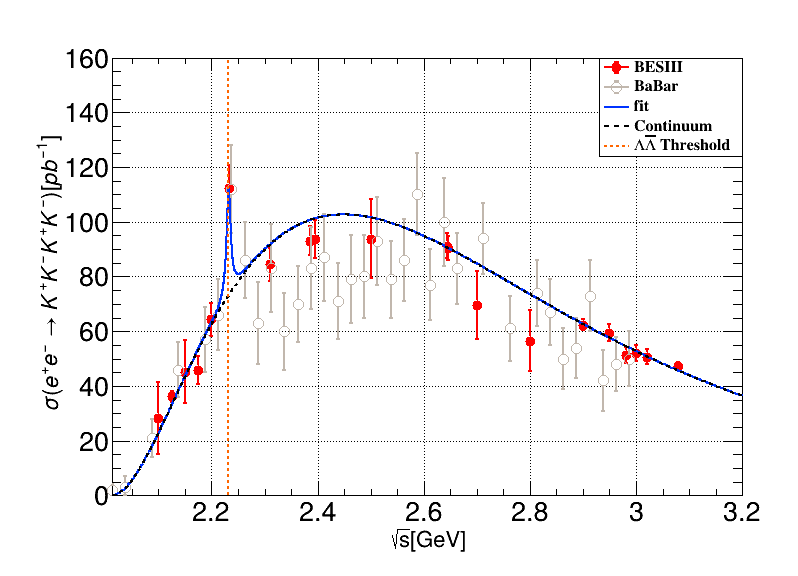 160
140
120
100
80
60
40
20
0
σ(e⁺e⁻ → K⁺K⁻K⁺K⁻)[pb⁻¹]
BESIII
BaBar
fit
Continuum
ΛΛ̅ Threshold
2.2 2.4 2.6 2.8 3 3.2
√s[GeV]